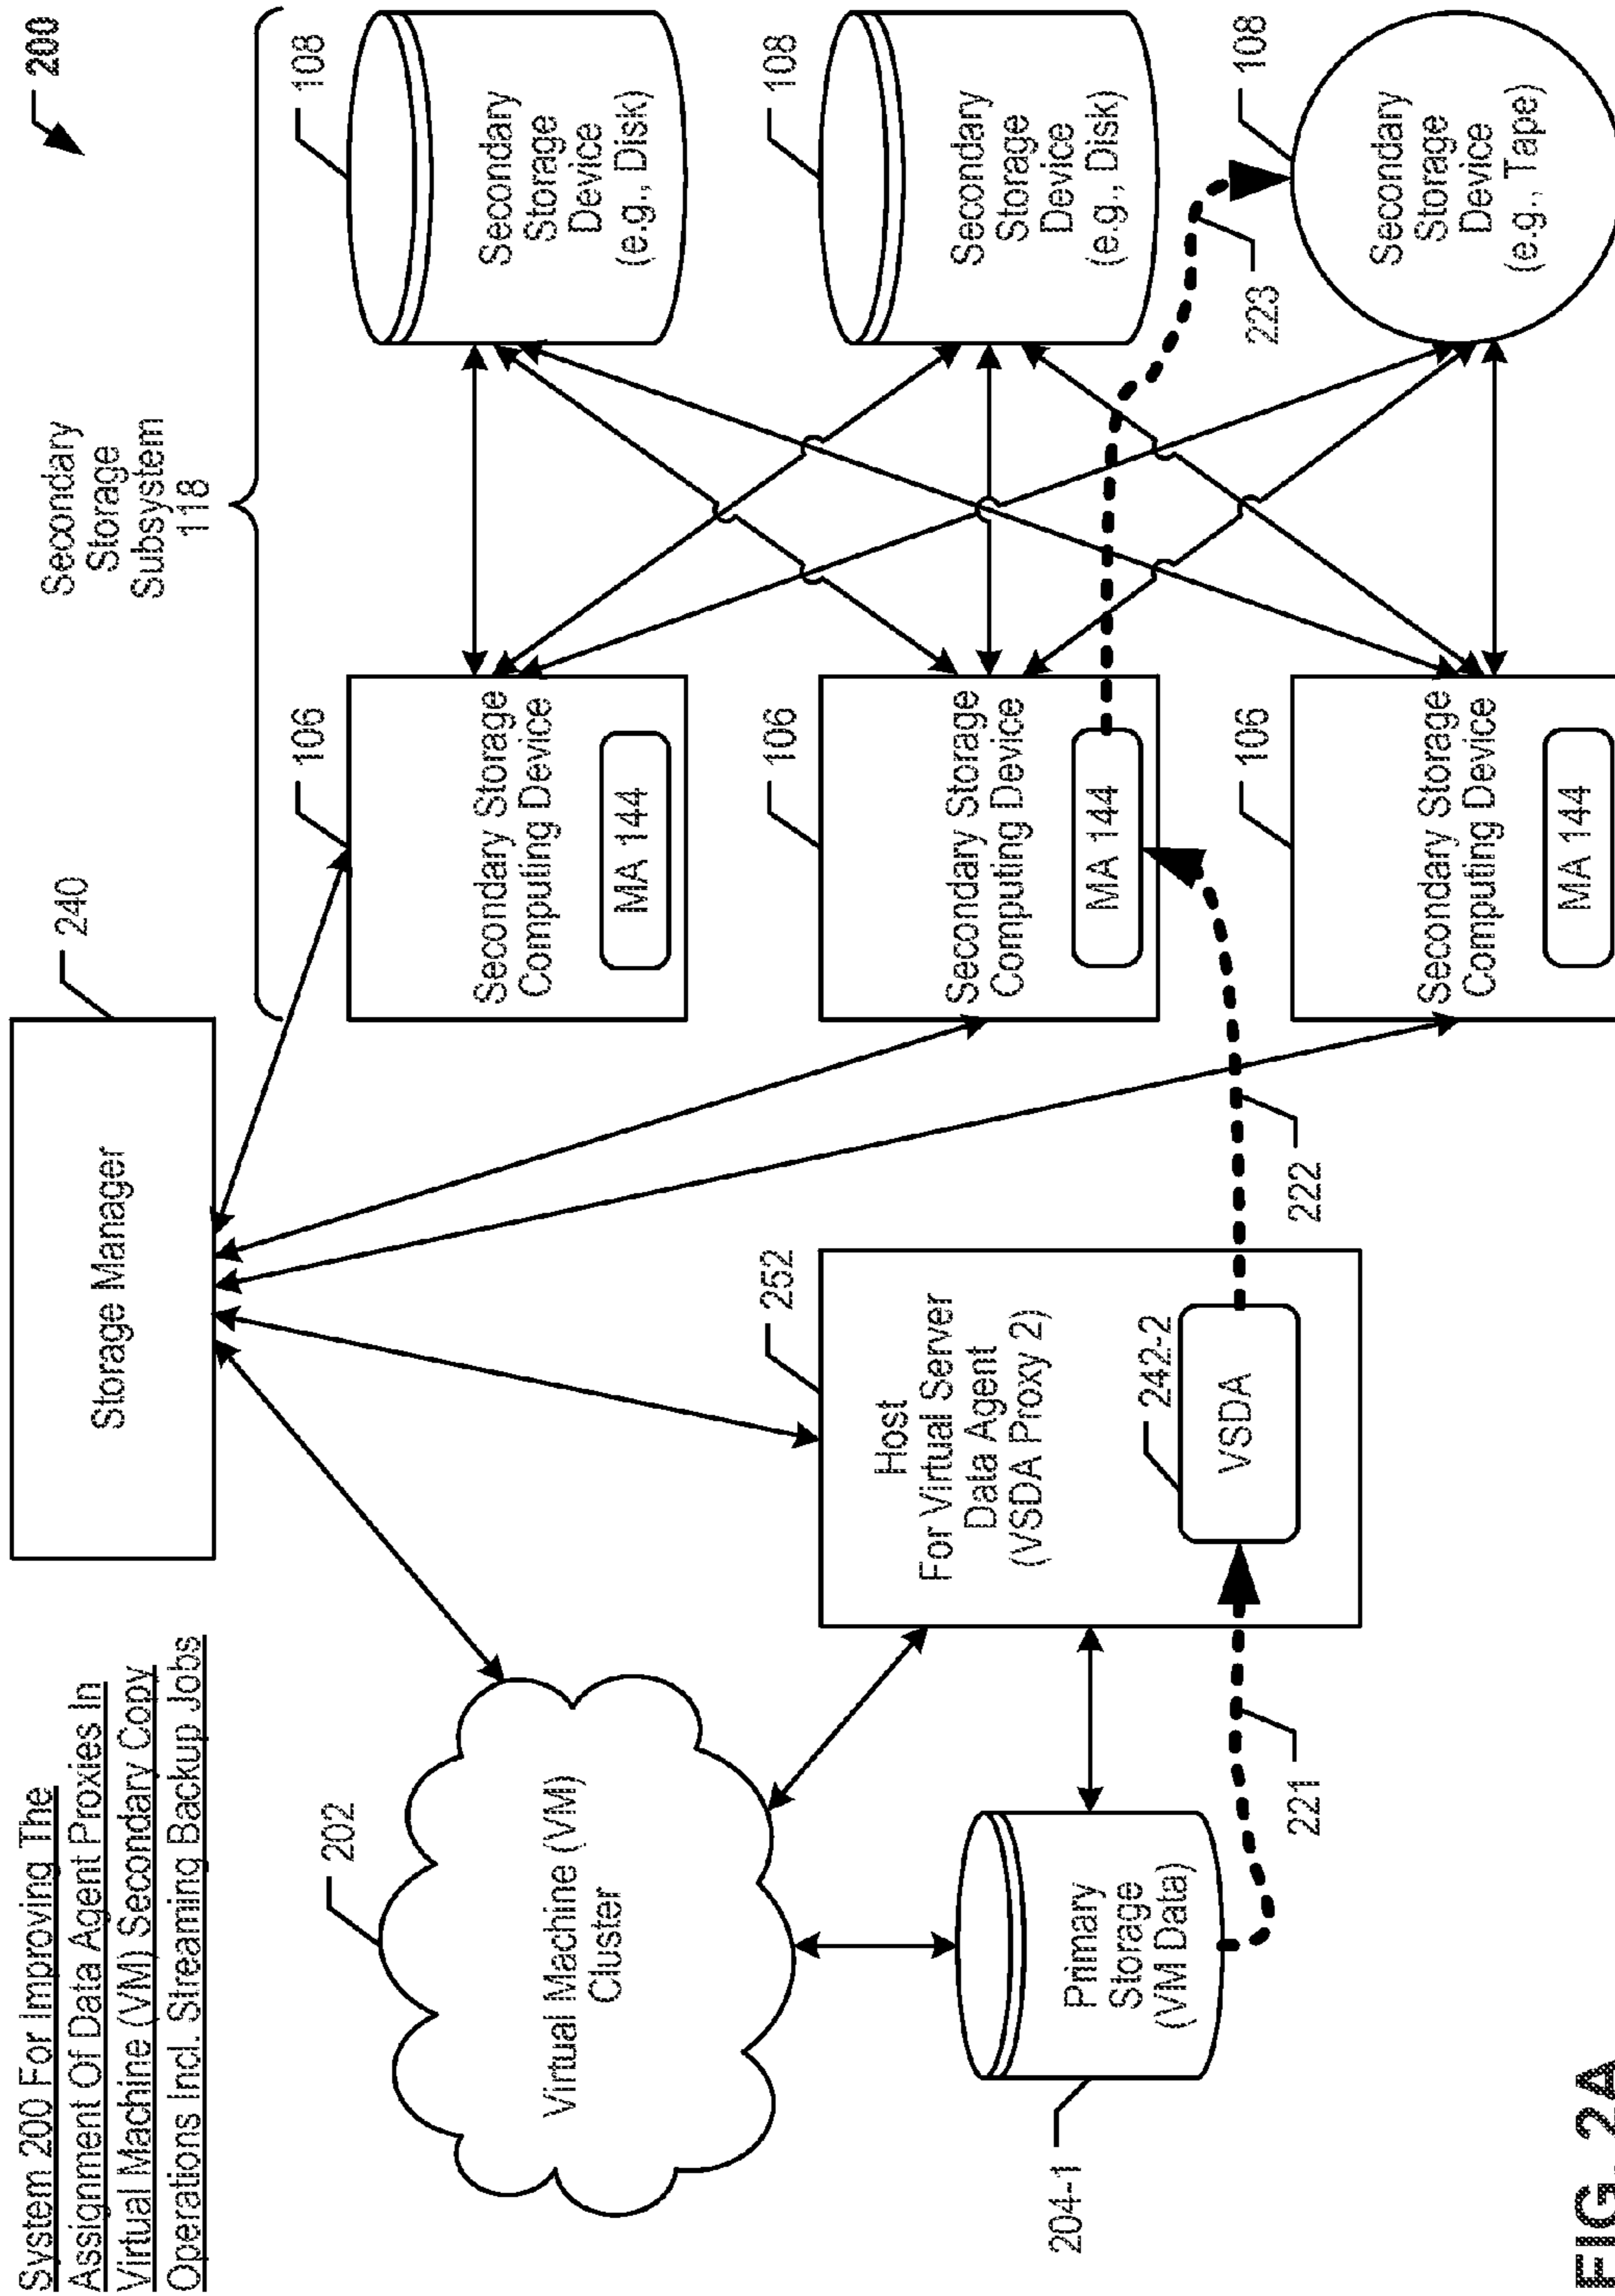 System 200 For Improving The
Assignment Of Data Agent Proxies In
Virtual Machine (VM) Secondary Copy
Operations Incl. Streaming Backup Jobs
200
Storage Manager
240
Secondary
Storage
Subsystem
118
202
Virtual Machine (VM)
Cluster
204-1
Primary
Storage
(VM Data)
221
252
Host
For Virtual Server
Data Agent
(VSDA Proxy 2)
242-2
VSDA
222
106
Secondary Storage
Computing Device
MA 144
106
Secondary Storage
Computing Device
MA 144
106
Secondary Storage
Computing Device
MA 144
223
108
Secondary
Storage
Device
(e.g., Disk)
108
Secondary
Storage
Device
(e.g., Disk)
108
Secondary
Storage
Device
(e.g., Tape)
FIG. 2A